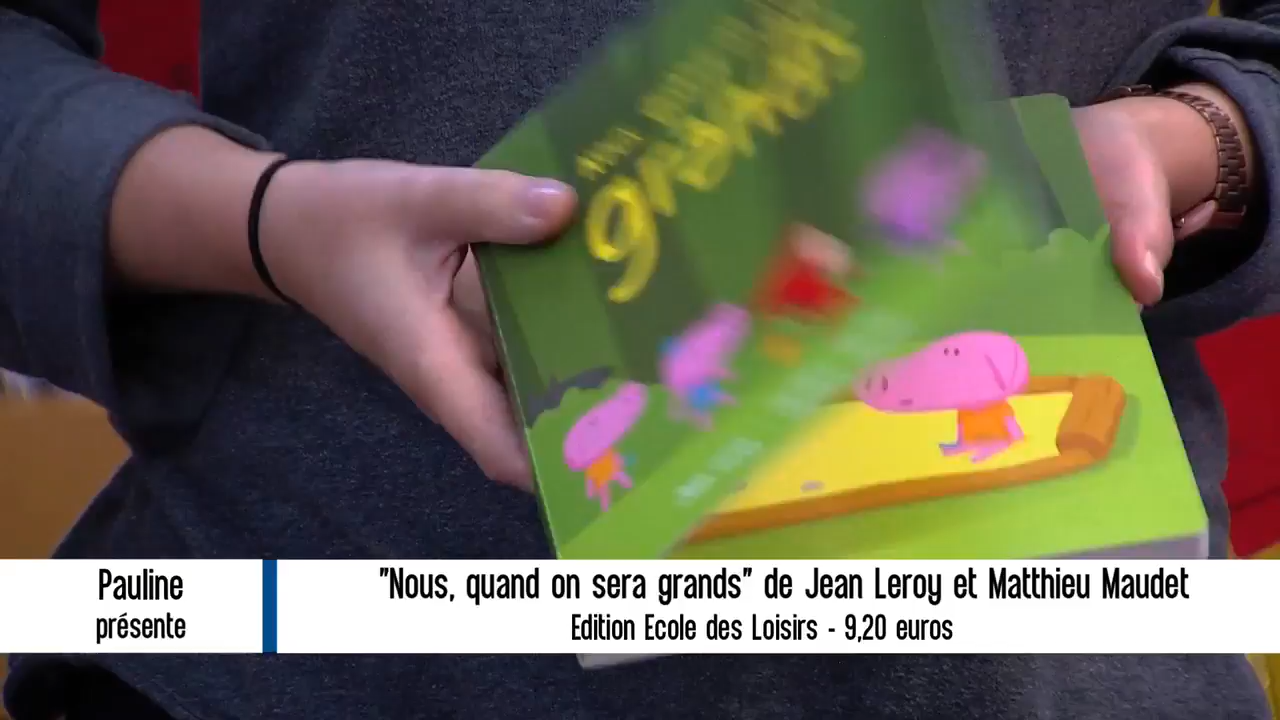 Pauline
présente
"Nous, quand on sera grands" de Jean Leroy et Matthieu Maudet
Edition Ecole des Loisirs - 9,20 euros